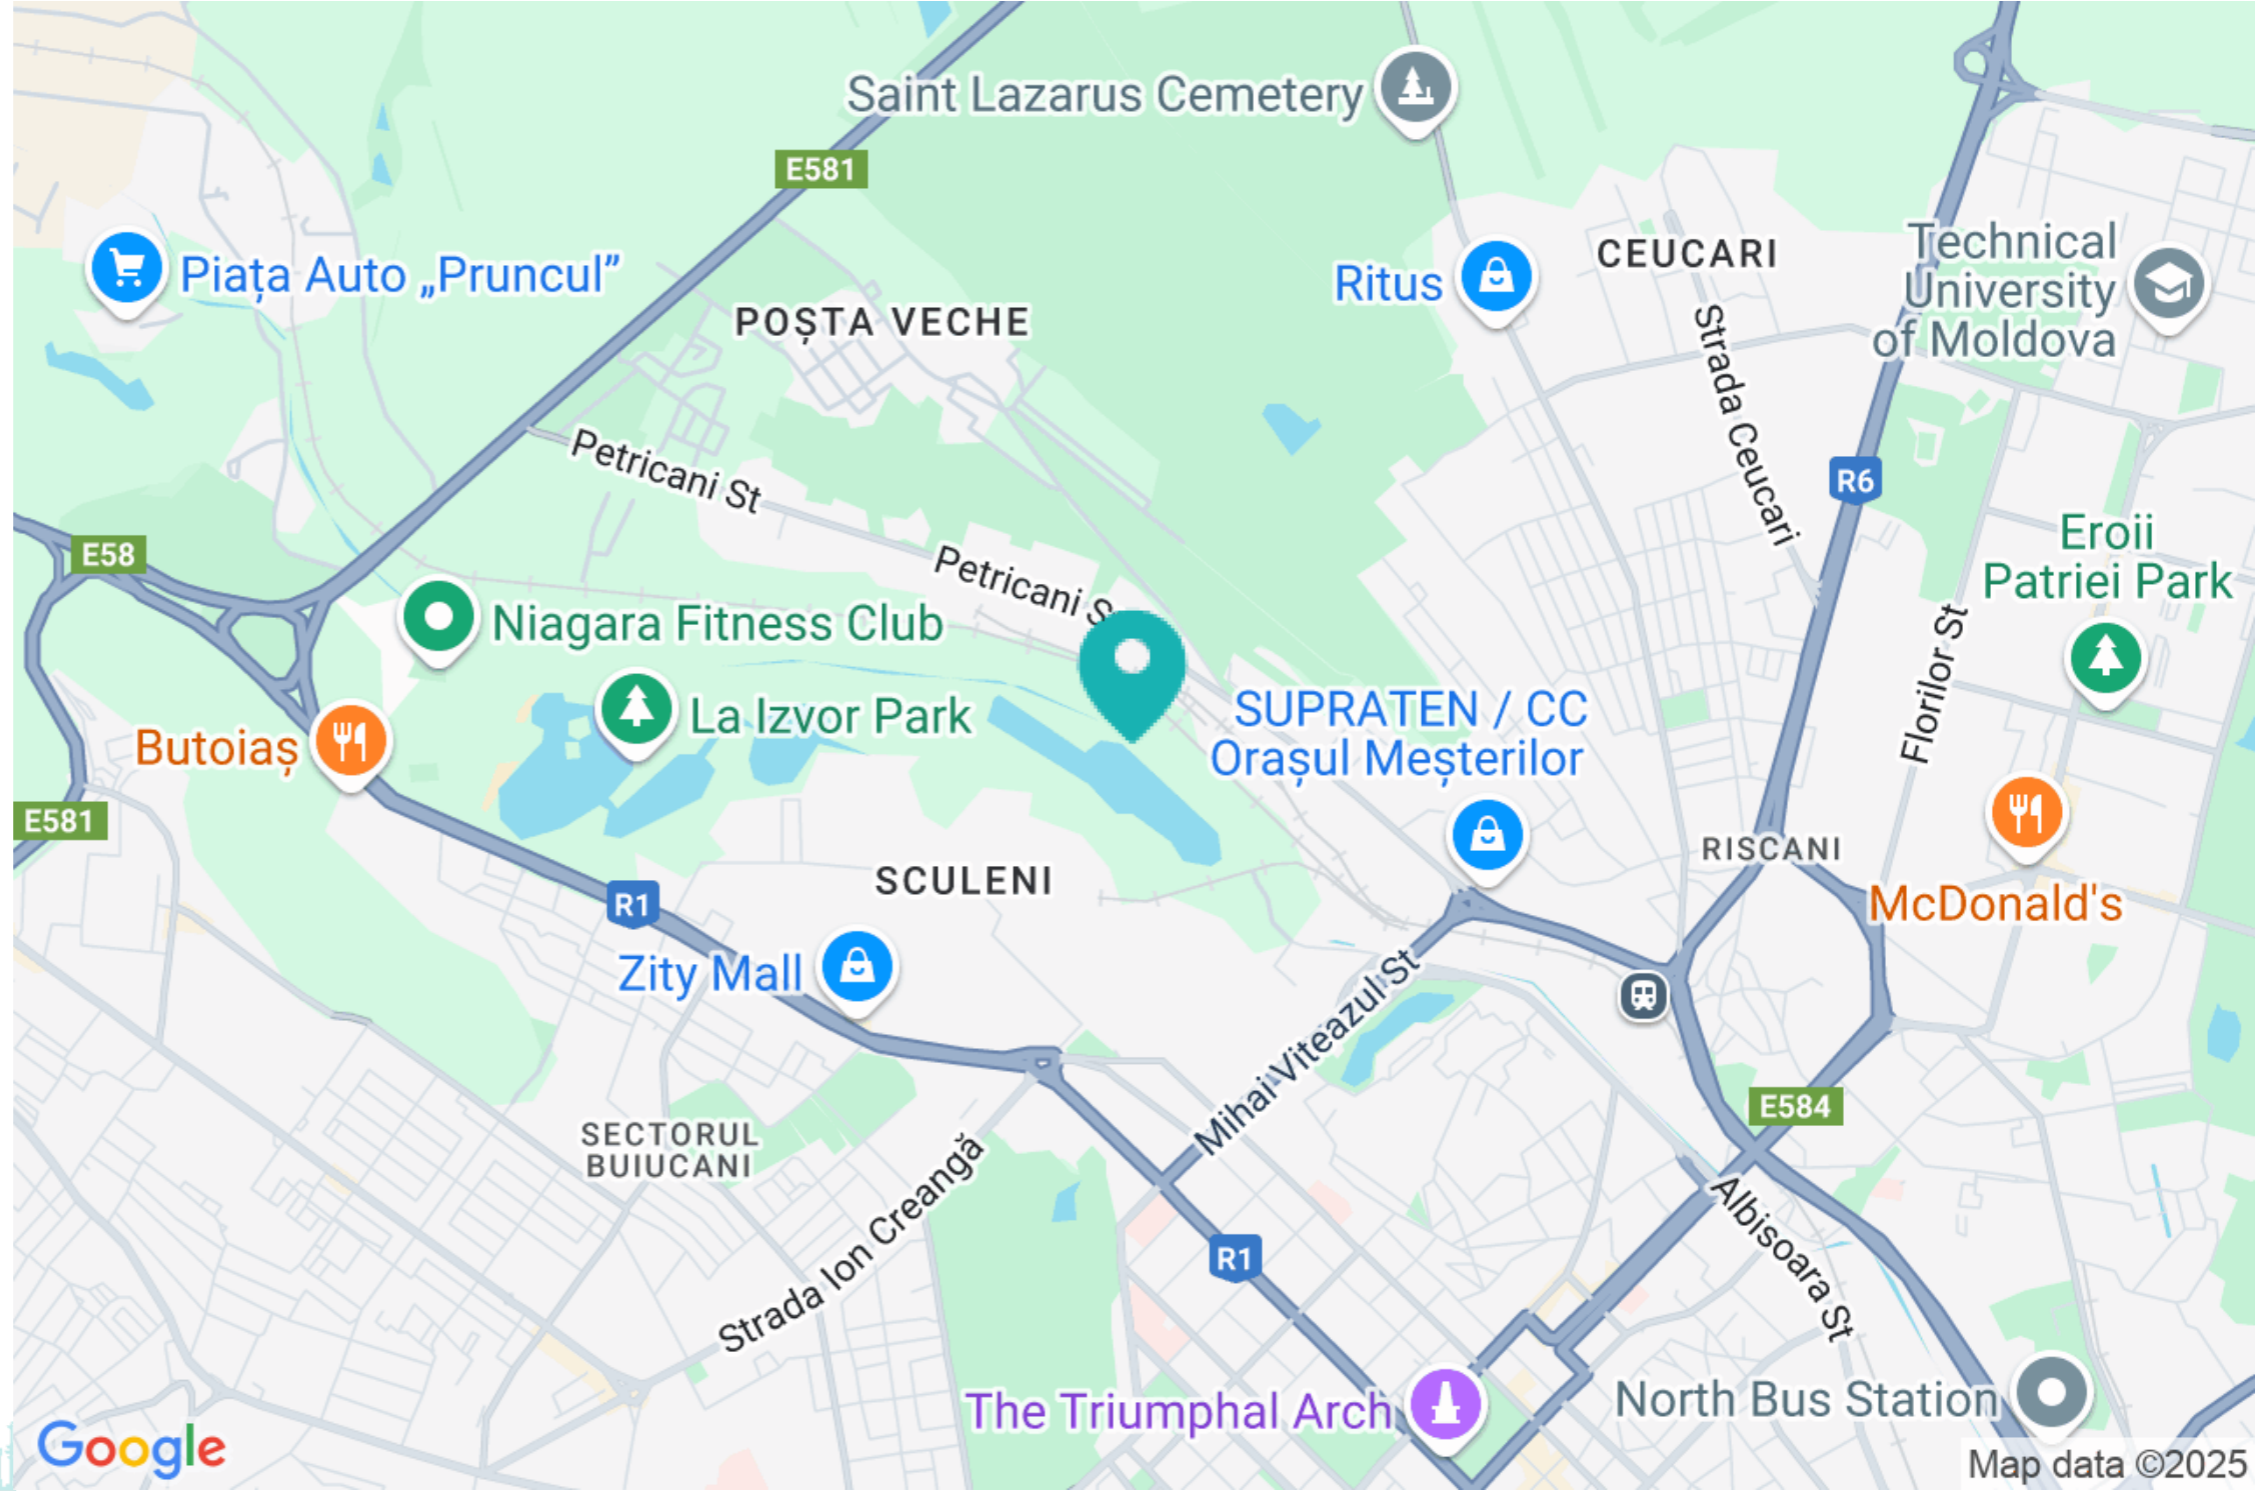 Saint Lazarus Cemetery
E581
Technical
University
of Moldova
CEUCARI
Piața Auto „Pruncul”
Ritus
POȘTA VECHE
Strada Ceucari
Petricani St
R6
Eroii
Patriei Park
E58
Petricani S
Niagara Fitness Club
Florilor St
La Izvor Park
SUPRATEN / CC
Orașul Meșterilor
Butoiaș
E581
RISCANI
SCULENI
R1
McDonald's
Zity Mall
Mihai Viteazul St
E584
SECTORUL
BUIUCANI
Strada Ion Creangă
Albisoara St
R1
The Triumphal Arch
North Bus Station
Google
Map data ©2025